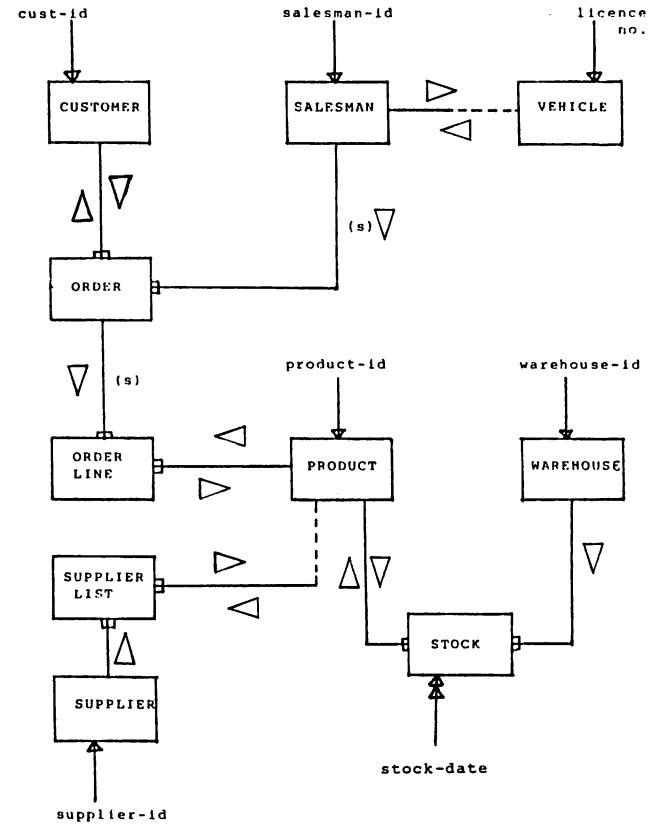 cust-id
salesman-id
licence
no.
CUSTOMER
SALESMAN
VEHICLE
(s)
ORDER
(s)
product-id
warehouse-id
ORDER
LINE
PRODUCT
WAREHOUSE
SUPPLIER
LIST
STOCK
SUPPLIER
stock-date
supplier-id